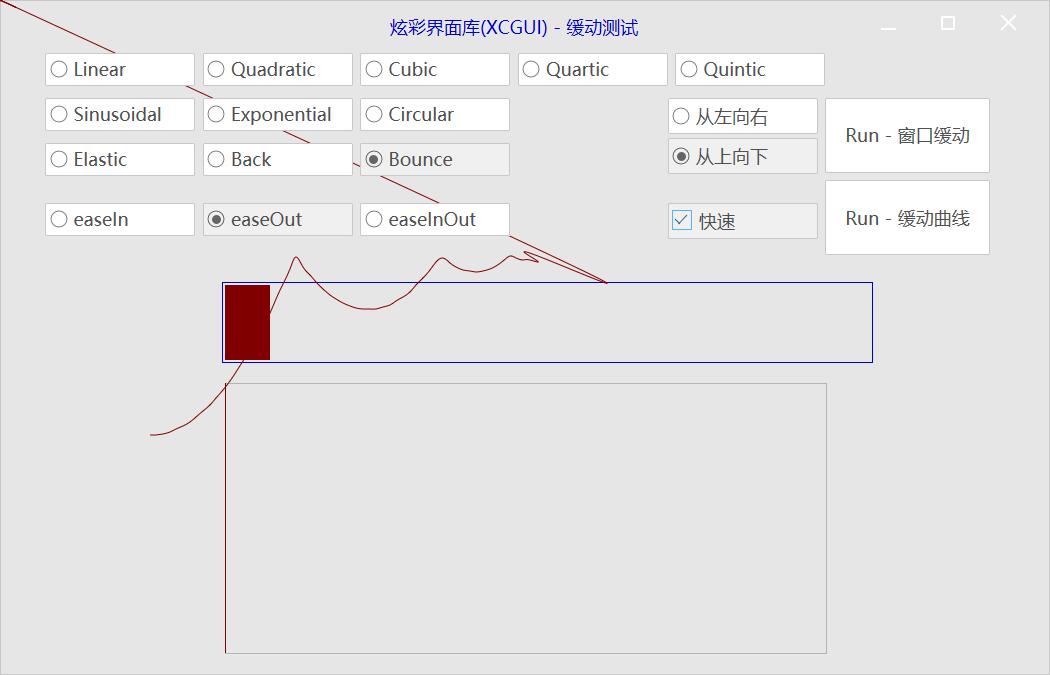 炫彩界面库(XCGUI) - 缓动测试
Linear
Quadratic
Cubic
Quartic
Quintic
Sinusoidal
Exponential
Circular
从左向右
Run - 窗口缓动
Elastic
Back
Bounce
从上向下
easeIn
easeOut
easeInOut
快速
Run - 缓动曲线